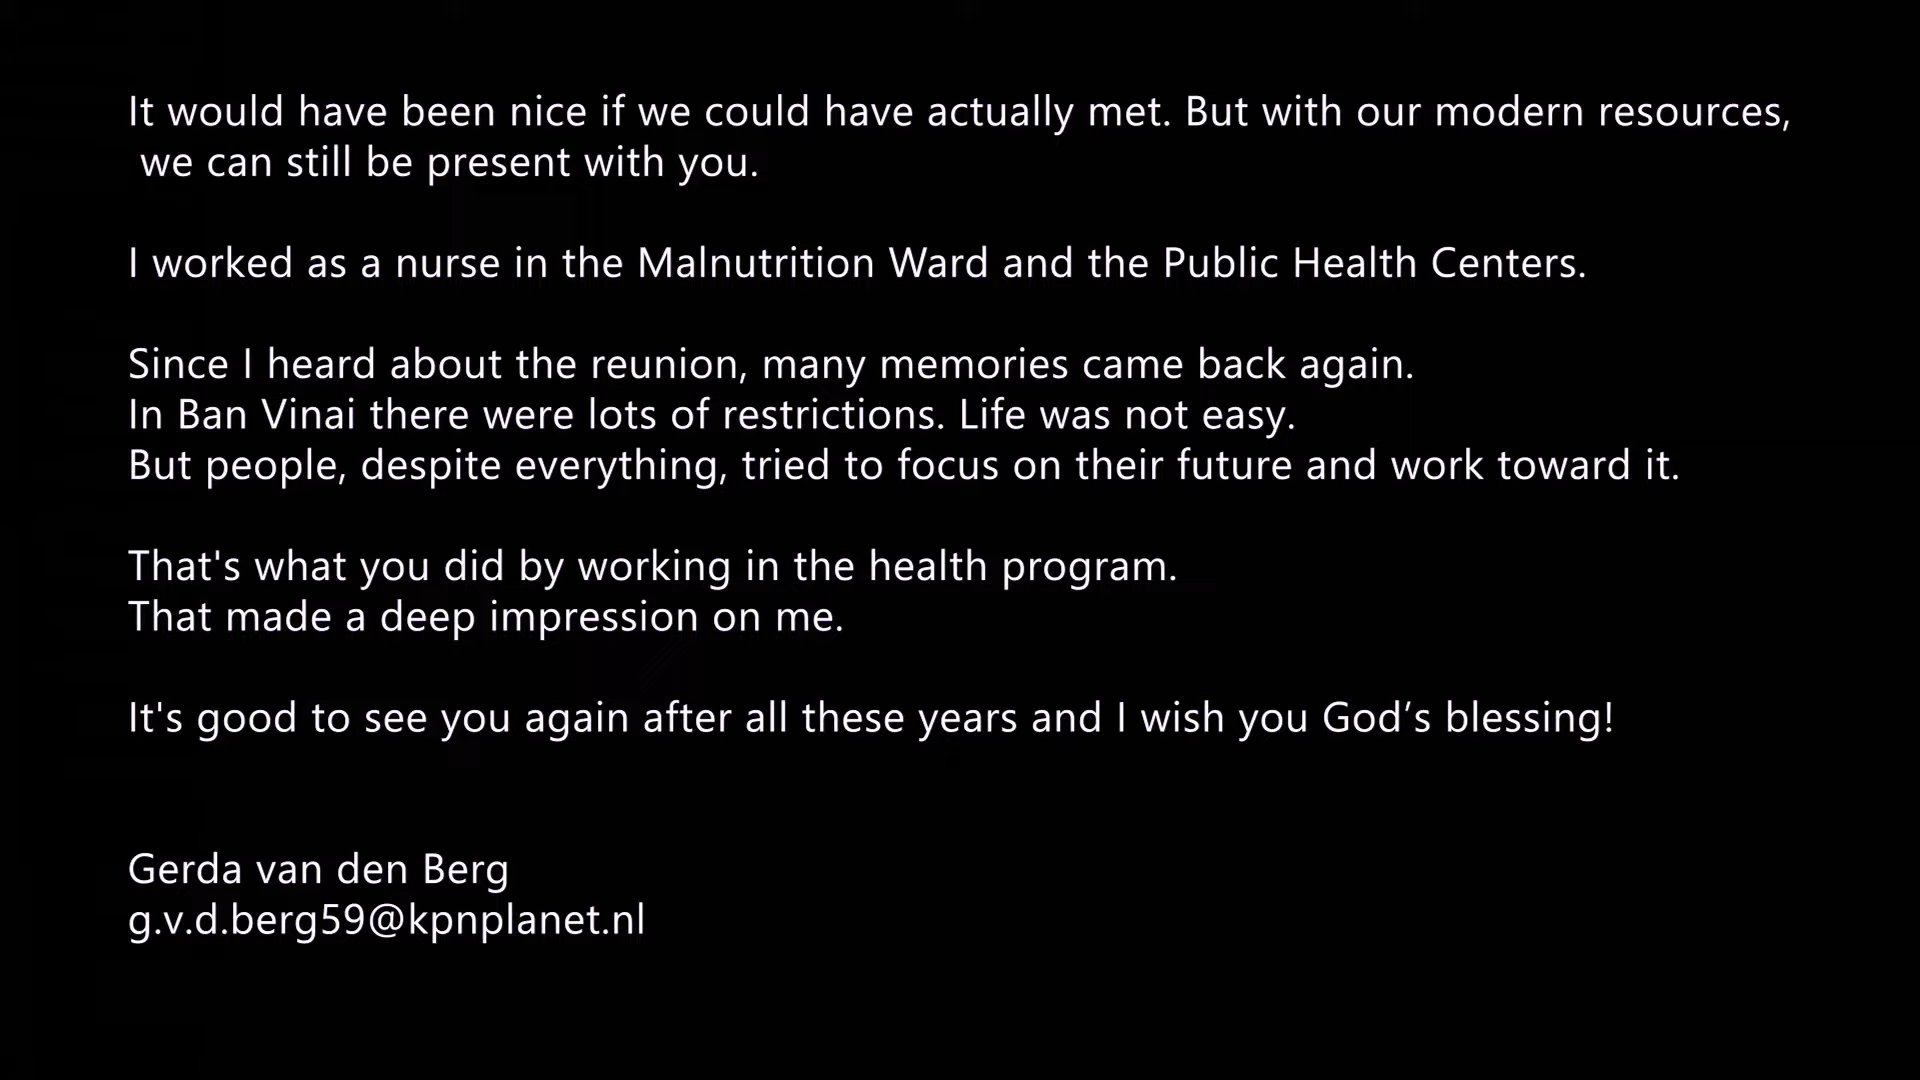 It would have been nice if we could have actually met. But with our modern resources,
we can still be present with you.
I worked as a nurse in the Malnutrition Ward and the Public Health Centers.
Since I heard about the reunion, many memories came back again.
In Ban Vinai there were lots of restrictions. Life was not easy.
But people, despite everything, tried to focus on their future and work toward it.
That's what you did by working in the health program.
That made a deep impression on me.
It's good to see you again after all these years and I wish you God’s blessing!
Gerda van den Berg
g.v.d.berg59@kpnplanet.nl